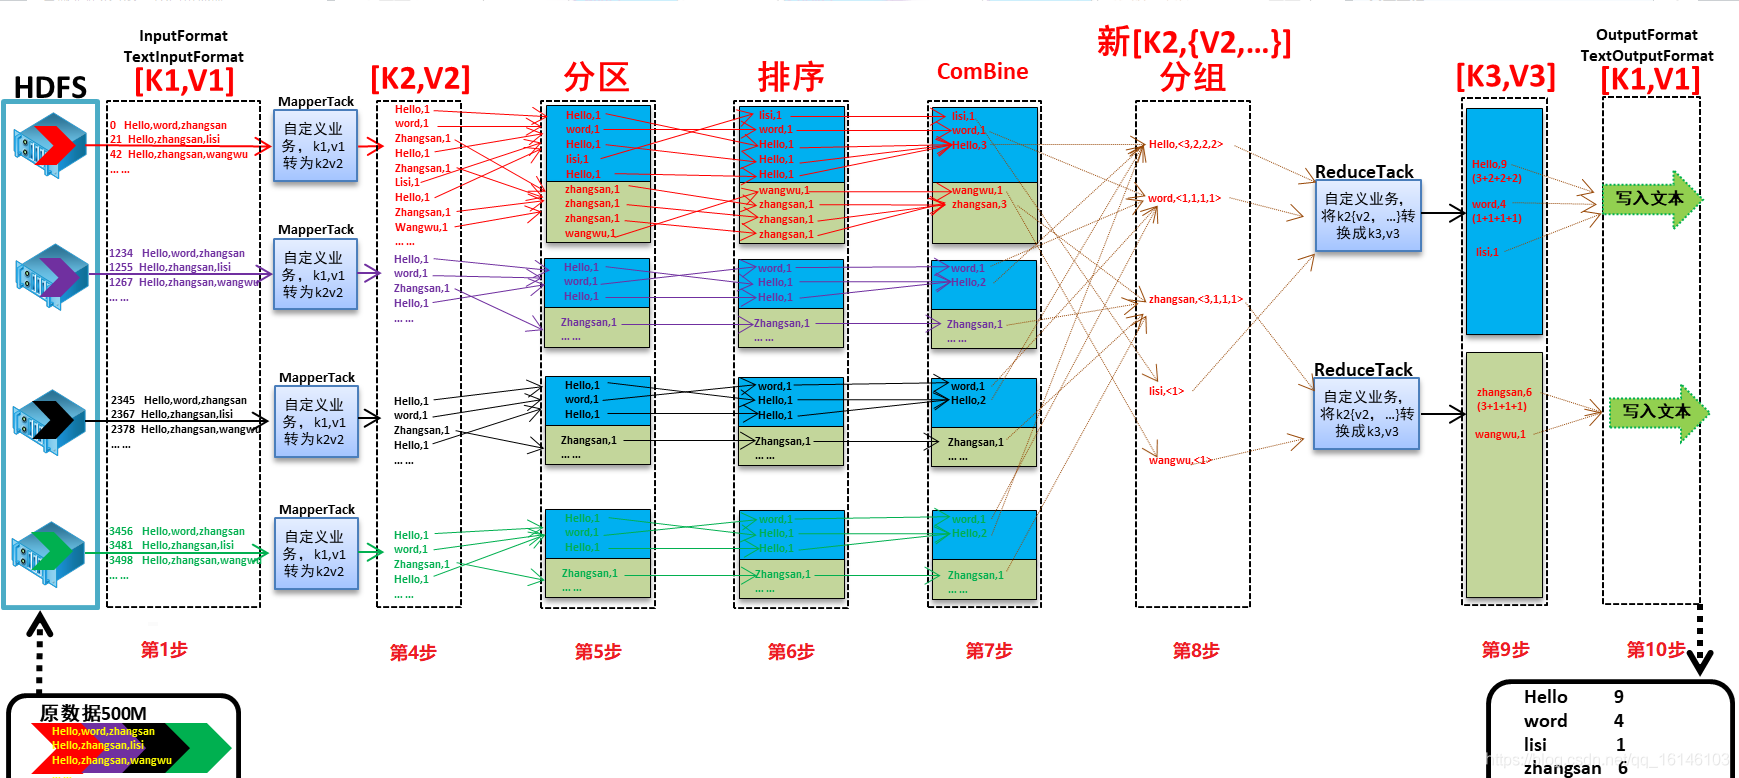 HDFS
InputFormat
TextInputFormat
[K1,V1]
0 Hello,word,zhangsan
21 Hello,zhangsan,lisi
42 Hello,zhangsan,wangwu
... ...
1234 Hello,word,zhangsan
1255 Hello,zhangsan,lisi
1267 Hello,zhangsan,wangwu
... ...
2345 Hello,word,zhangsan
2367 Hello,zhangsan,lisi
2378 Hello,zhangsan,wangwu
... ...
3456 Hello,word,zhangsan
3481 Hello,zhangsan,lisi
3498 Hello,zhangsan,wangwu
... ...
第1步
MapperTack
自定义业
务，k1,v1
转为k2v2
MapperTack
自定义业
务，k1,v1
转为k2v2
MapperTack
自定义业
务，k1,v1
转为k2v2
MapperTack
自定义业
务，k1,v1
转为k2v2
[K2,V2]
Hello,1
word,1
Zhangsan,1
Hello,1
Zhangsan,1
Lisi,1
Hello,1
Zhangsan,1
Wangwu,1
... ...
Hello,1
word,1
Zhangsan,1
Hello,1
... ...
Hello,1
word,1
Zhangsan,1
Hello,1
... ...
Hello,1
word,1
Zhangsan,1
Hello,1
... ...
第4步
分区
Hello,1
word,1
Hello,1
lisi,1
Hello,1
zhangsan,1
zhangsan,1
zhangsan,1
wangwu,1
Hello,1
word,1
Hello,1
Zhangsan,1
... ...
Hello,1
word,1
Hello,1
Zhangsan,1
... ...
Hello,1
word,1
Hello,1
Zhangsan,1
... ...
第5步
排序
lisi,1
word,1
Hello,1
Hello,1
Hello,1
wangwu,1
zhangsan,1
zhangsan,1
zhangsan,1
word,1
Hello,1
Hello,1
Zhangsan,1
... ...
word,1
Hello,1
Hello,1
Zhangsan,1
... ...
word,1
Hello,1
Hello,1
Zhangsan,1
... ...
第6步
ComBine
lisi,1
word,1
Hello,3
wangwu,1
zhangsan,3
word,1
Hello,2
Zhangsan,1
... ...
word,1
Hello,2
Zhangsan,1
... ...
word,1
Hello,2
Zhangsan,1
... ...
第7步
新[K2,{V2,...}]
分组
Hello,<3,2,2,2>
word,<1,1,1,1>
zhangsan,<3,1,1,1>
lisi,<1>
wangwu,<1>
第8步
ReduceTack
自定义业务，
将k2{v2，...}转
换成k3,v3
ReduceTack
自定义业务，
将k2{v2，...}转
换成k3,v3
[K3,V3]
Hello,9
(3+2+2+2)
word,4
(1+1+1+1)
lisi,1
zhangsan,6
(3+1+1+1)
wangwu,1
第9步
OutputFormat
TextOutputFormat
[K1,V1]
写入文本
写入文本
第10步
原数据500M
Hello,word,zhangsan
Hello,zhangsan,lisi
Hello,zhangsan,wangwu
Hello 9
word 4
lisi 1
zhangsan 6
https://blog.csdn.net/qq_16146103